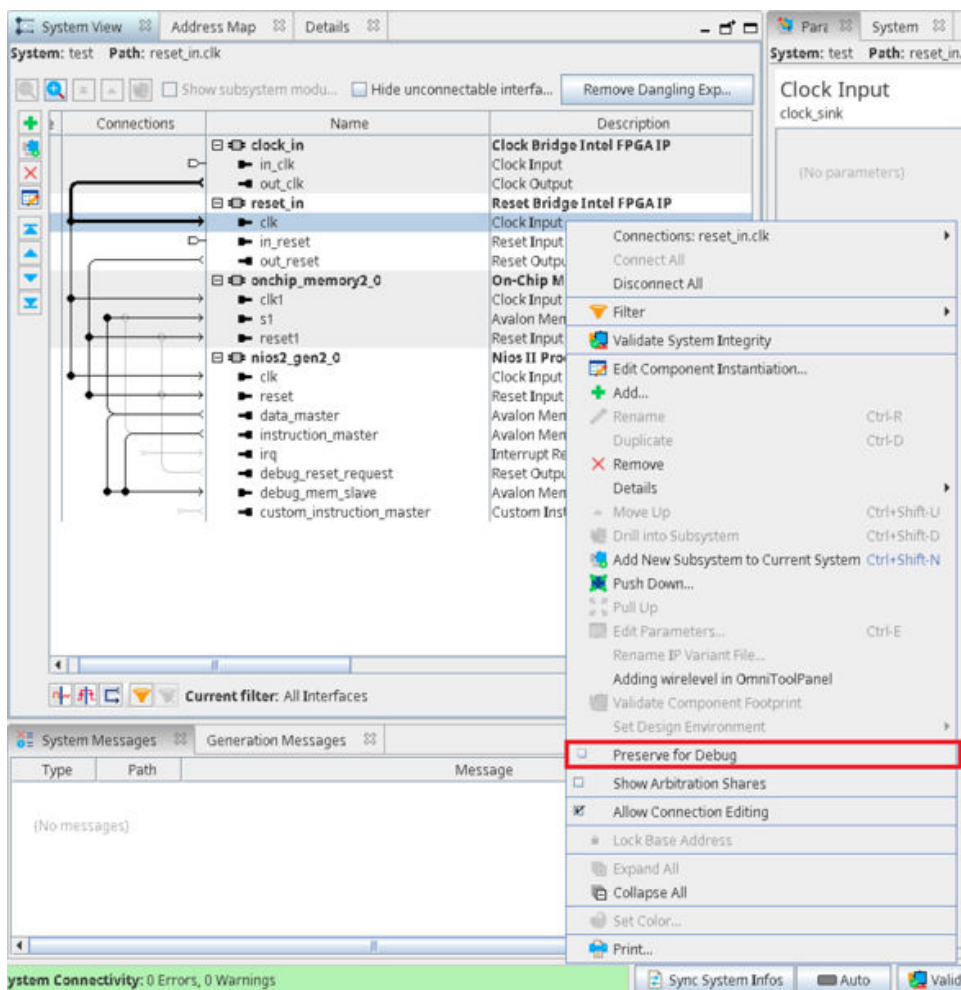 System View
Address Map
Details
System: test Path: reset_in.clk
Show subsystem modu...
Hide unconnectable interfa...
Remove Dangling Exp...
Connections
Name
Description
clock_in
Clock Bridge Intel FPGA IP
in_clk
Clock Input
out_clk
Clock Output
reset_in
Reset Bridge Intel FPGA IP
clk
Clock Input
in_reset
Reset Input
out_reset
Reset Outpu
onchip_memory2_0
On-Chip M
clk1
Clock Input
s1
Avalon Mem
reset1
Reset Input
nios2_gen2_0
Nios II Pro
clk
Clock Input
reset
Reset Input
data_master
Avalon Mem
instruction_master
Avalon Mem
irq
Interrupt Re
debug_reset_request
Reset Outpu
debug_mem_slave
Avalon Mem
custom_instruction_master
Custom Inst
Current filter: All Interfaces
System
System: test Path: reset_in.
Clock Input
clock_sink
(No parameters)
Connections: reset_in.clk
Connect All
Disconnect All
Filter
Validate System Integrity
Edit Component Instantiation...
Add...
Rename Ctrl-R
Duplicate Ctrl-D
Remove
Details
Move Up Ctrl+Shift-U
Drill into Subsystem Ctrl+Shift-D
Add New Subsystem to Current System Ctrl+Shift-N
Push Down...
Pull Up
Edit Parameters... Ctrl-E
Rename IP Variant File...
Adding wirelevel in OmniToolPanel
Validate Component Footprint
Set Design Environment
Preserve for Debug
Show Arbitration Shares
Allow Connection Editing
Lock Base Address
Expand All
Collapse All
Set Color...
Print...
System Messages
Generation Messages
Type
Path
Message
(No messages)
ystem Connectivity: 0 Errors, 0 Warnings
Sync System Infos
Auto
Valid